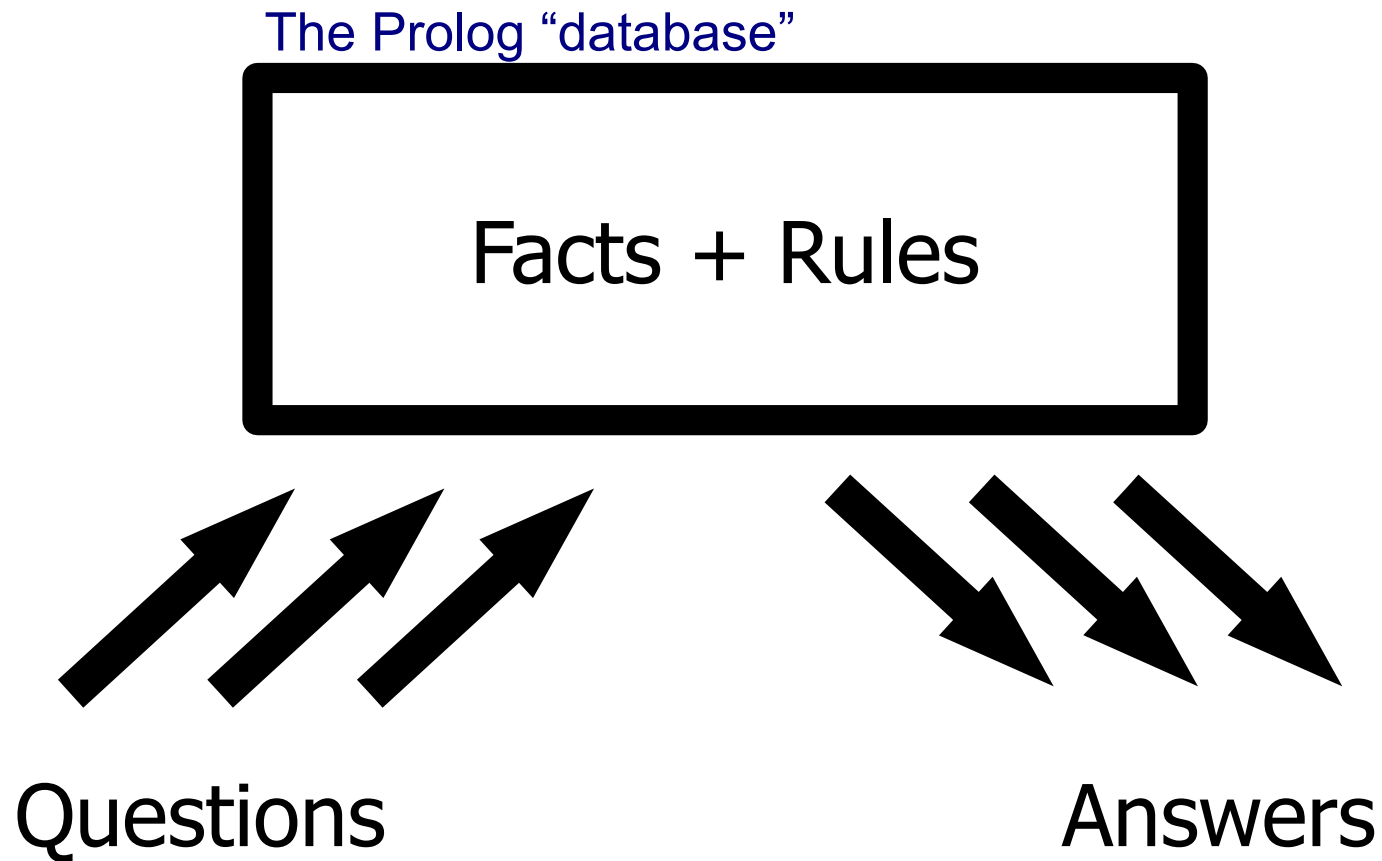 The Prolog “database”
Facts + Rules
Questions
Answers